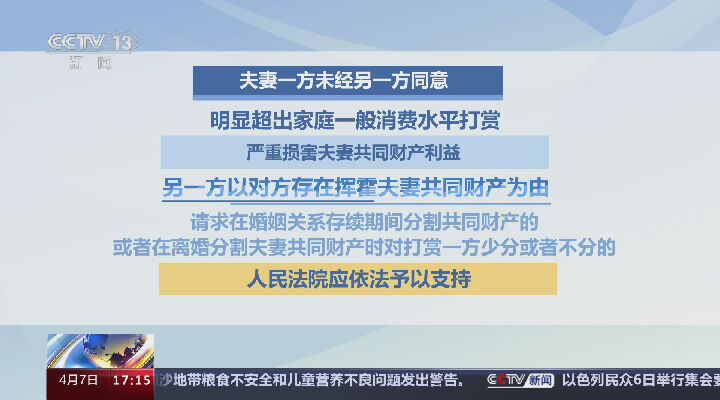 CCTV 13
新闻
夫妻一方未经另一方同意
明显超出家庭一般消费水平打赏
严重损害夫妻共同财产利益
另一方以对方存在挥霍夫妻共同财产为由
请求在婚姻关系存续期间分割共同财产的
或者在离婚分割夫妻共同财产时对打赏一方少分或者不分的
人民法院应依法予以支持
4月7日 17:15 沙地带粮食不安全和儿童营养不良问题发出警告。 CCTV 新闻 以色列民众6日举行集会要